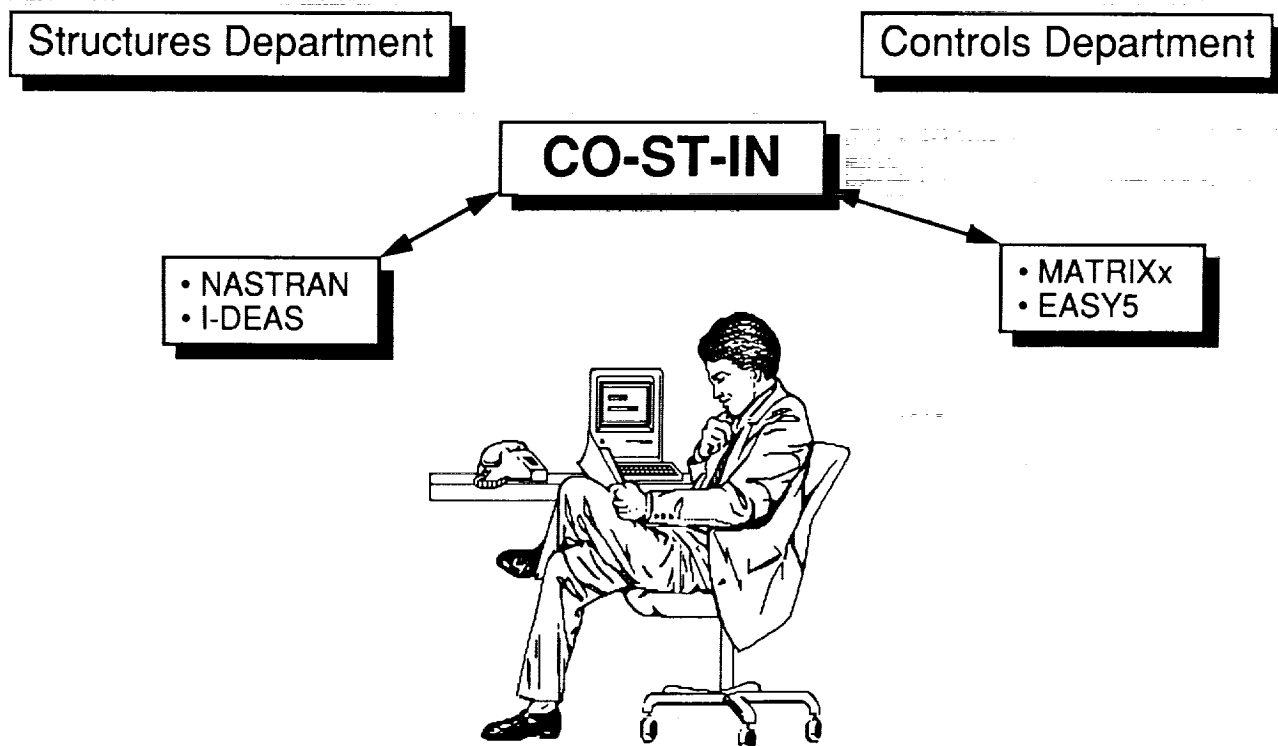 Structures Department
Controls Department
CO-ST-IN
• NASTRAN
• I-DEAS
• MATRIXx
• EASY5